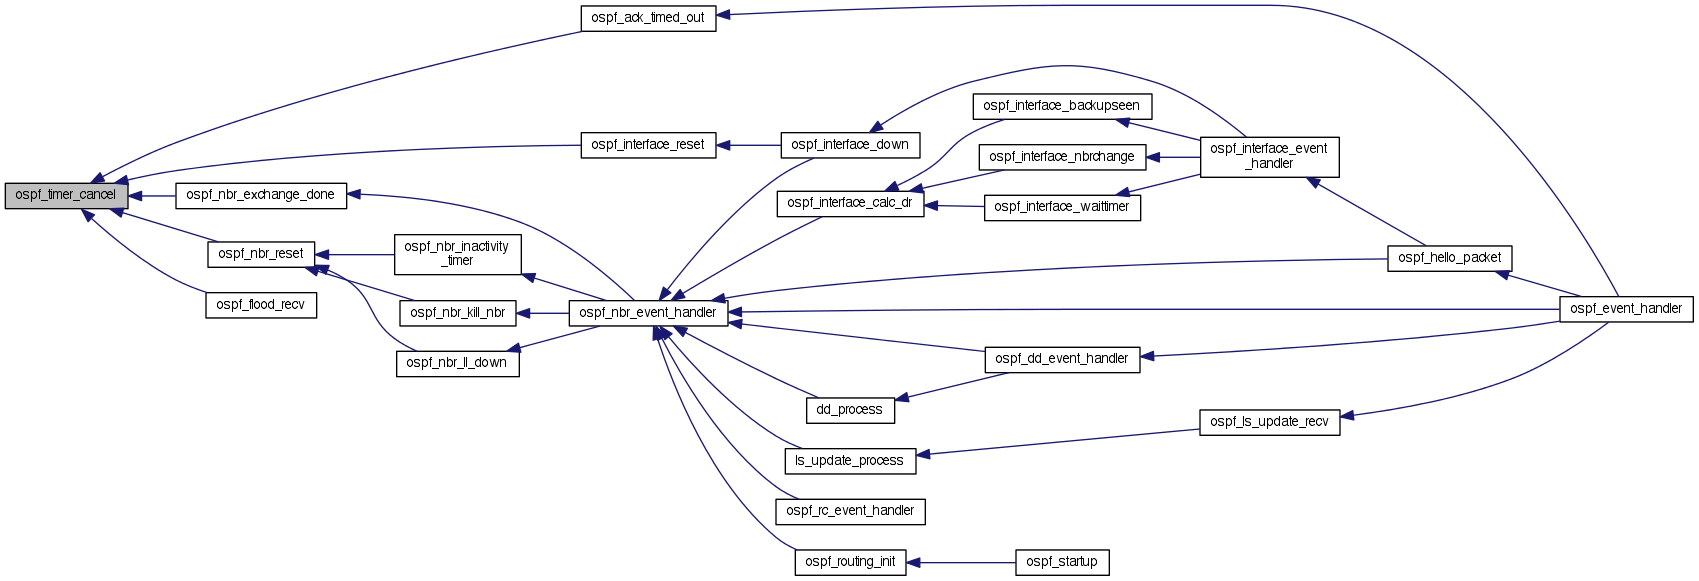 ospf_ack_timed_out
ospf_interface_backupseen
ospf_interface_reset
ospf_interface_down
ospf_interface_event
_handler
ospf_interface_nbrchange
ospf_timer_cancel
ospf_nbr_exchange_done
ospf_interface_calc_dr
ospf_interface_waittimer
ospf_nbr_reset
ospf_nbr_inactivity
_timer
ospf_hello_packet
ospf_flood_recv
ospf_nbr_kill_nbr
ospf_nbr_event_handler
ospf_event_handler
ospf_nbr_ll_down
ospf_dd_event_handler
dd_process
ospf_ls_update_recv
ls_update_process
ospf_rc_event_handler
ospf_routing_init
ospf_startup